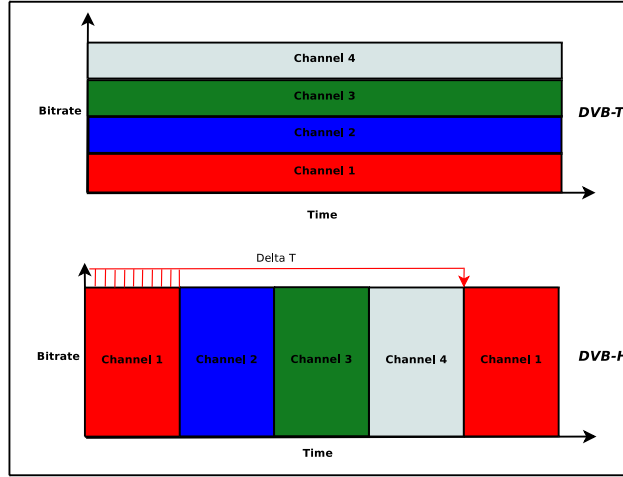 Channel 4
Channel 3
Bitrate
DVB-T
Channel 2
Channel 1
Time
Delta T
Bitrate
Channel 1
Channel 2
Channel 3
Channel 4
Channel 1
DVB-H
Time